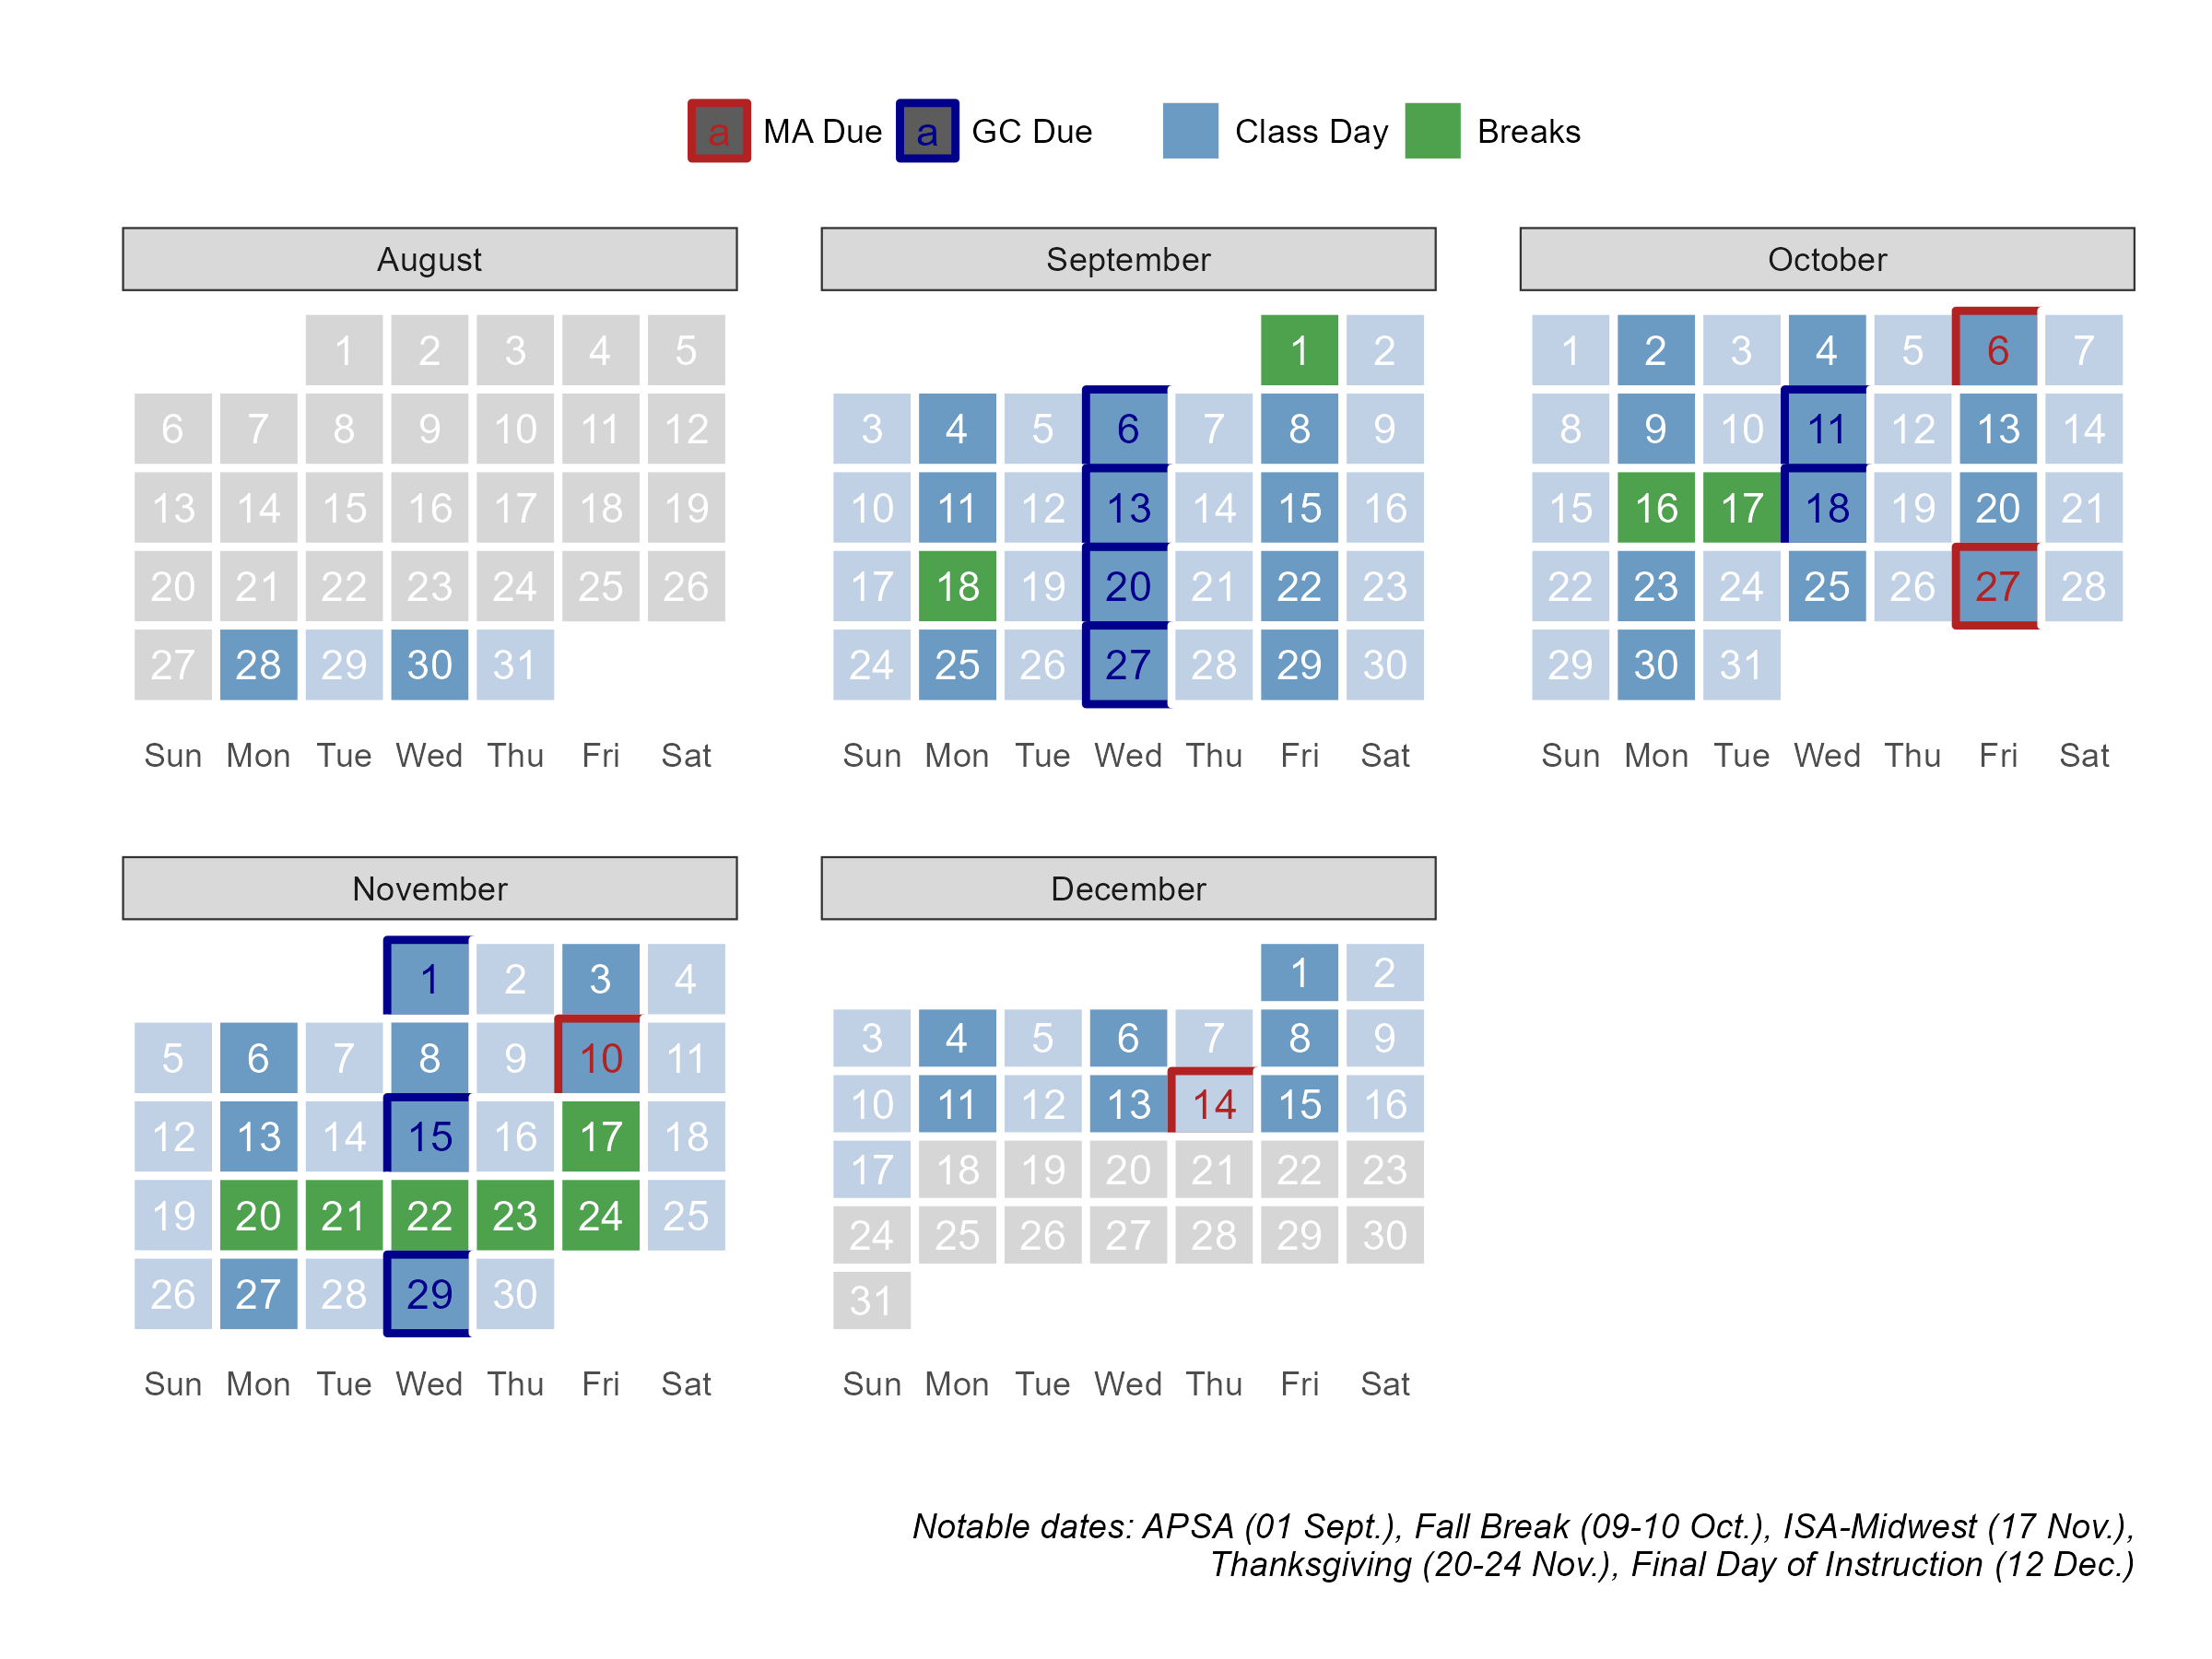 a MA Due a GC Due Class Day Breaks
August
1 2 3 4 5
6 7 8 9 10 11 12
13 14 15 16 17 18 19
20 21 22 23 24 25 26
27 28 29 30 31
Sun Mon Tue Wed Thu Fri Sat
September
1 2
3 4 5 6 7 8 9
10 11 12 13 14 15 16
17 18 19 20 21 22 23
24 25 26 27 28 29 30
Sun Mon Tue Wed Thu Fri Sat
October
1 2 3 4 5 6 7
8 9 10 11 12 13 14
15 16 17 18 19 20 21
22 23 24 25 26 27 28
29 30 31
Sun Mon Tue Wed Thu Fri Sat
November
1 2 3 4
5 6 7 8 9 10 11
12 13 14 15 16 17 18
19 20 21 22 23 24 25
26 27 28 29 30
Sun Mon Tue Wed Thu Fri Sat
December
1 2
3 4 5 6 7 8 9
10 11 12 13 14 15 16
17 18 19 20 21 22 23
24 25 26 27 28 29 30
31
Sun Mon Tue Wed Thu Fri Sat
Notable dates: APSA (01 Sept.), Fall Break (09-10 Oct.), ISA-Midwest (17 Nov.),
Thanksgiving (20-24 Nov.), Final Day of Instruction (12 Dec.)